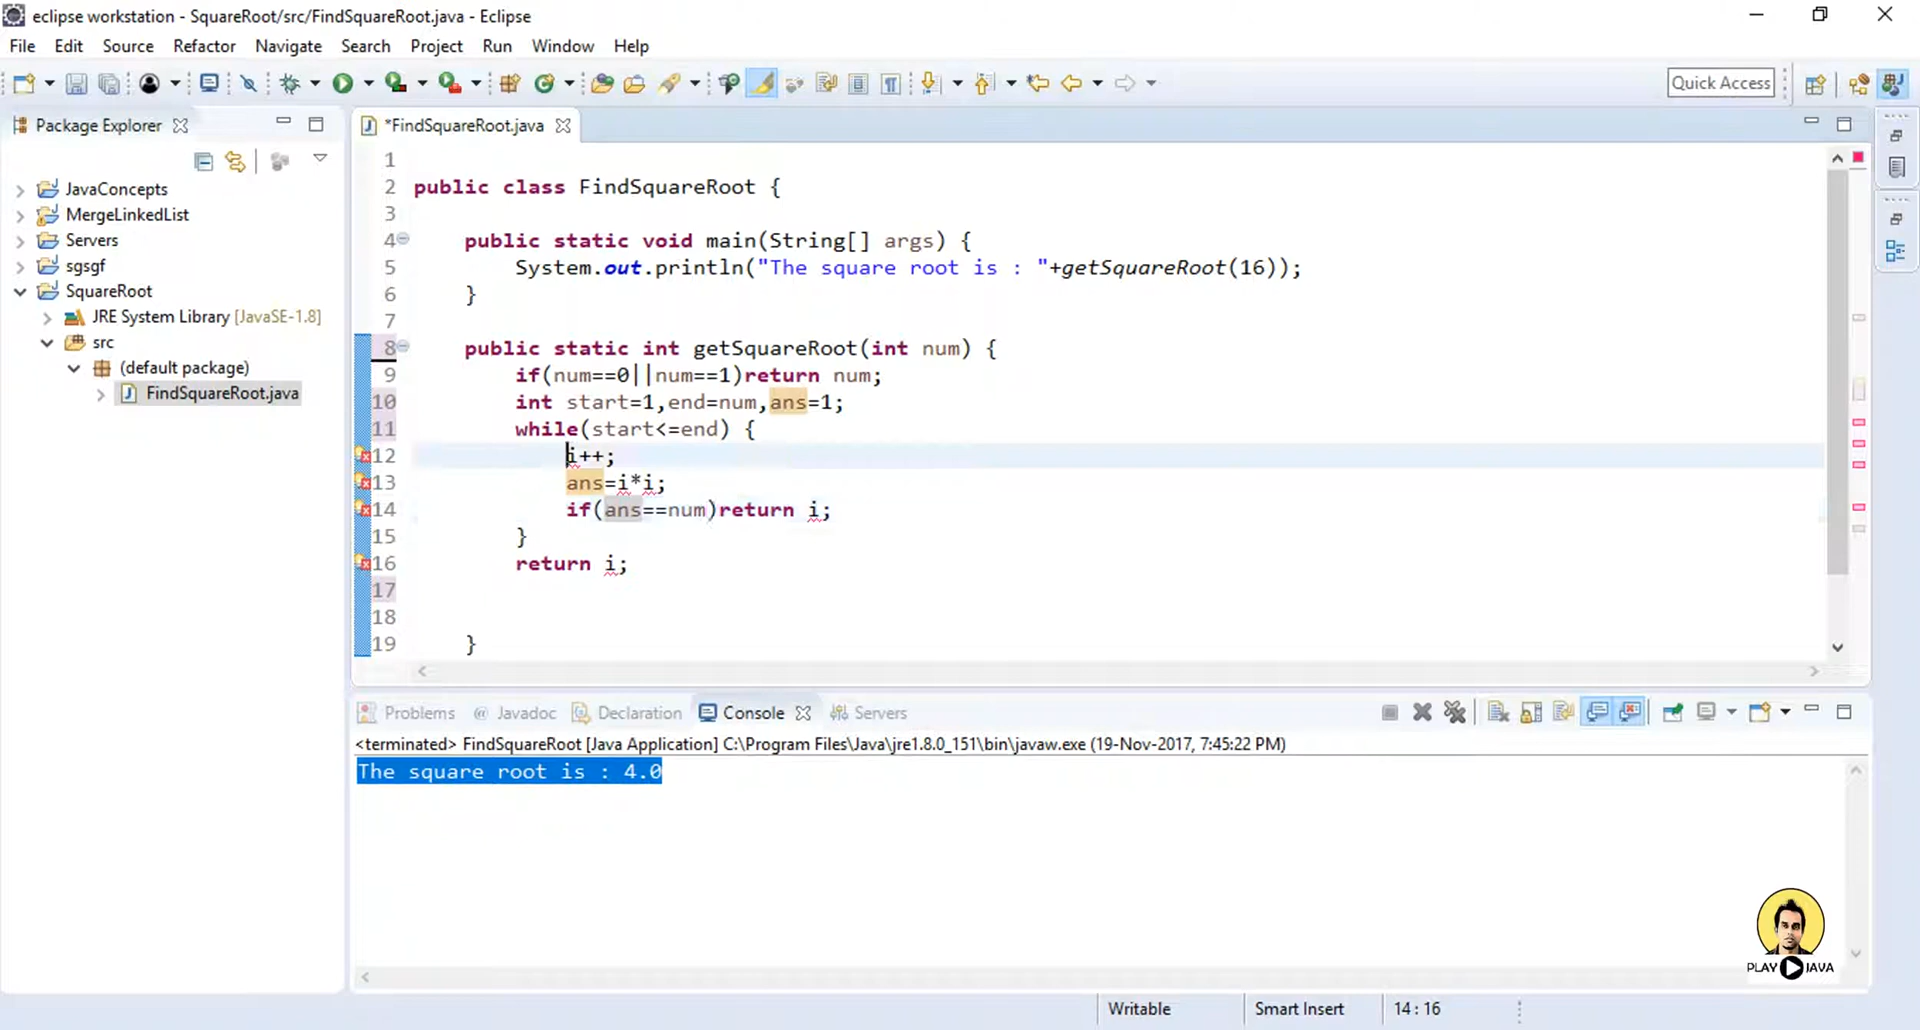 eclipse workstation - SquareRoot/src/FindSquareRoot.java - Eclipse
File Edit Source Refactor Navigate Search Project Run Window Help
Quick Access
Package Explorer
JavaConcepts
MergeLinkedList
Servers
sgsgf
SquareRoot
JRE System Library [JavaSE-1.8]
src
(default package)
FindSquareRoot.java
*FindSquareRoot.java
1
2 public class FindSquareRoot {
3
4 public static void main(String[] args) {
5 System.out.println("The square root is : "+getSquareRoot(16));
6 }
7
8 public static int getSquareRoot(int num) {
9 if(num==0||num==1)return num;
10 int start=1,end=num,ans=1;
11 while(start<=end) {
12 i++;
13 ans=i*i;
14 if(ans==num)return i;
15 }
16 return i;
17
18
19 }
Problems @ Javadoc Declaration Console Servers
<terminated> FindSquareRoot [Java Application] C:\Program Files\Java\jre1.8.0_151\bin\javaw.exe (19-Nov-2017, 7:45:22 PM)
The square root is : 4.0
PLAY JAVA
Writable Smart Insert 14 : 16